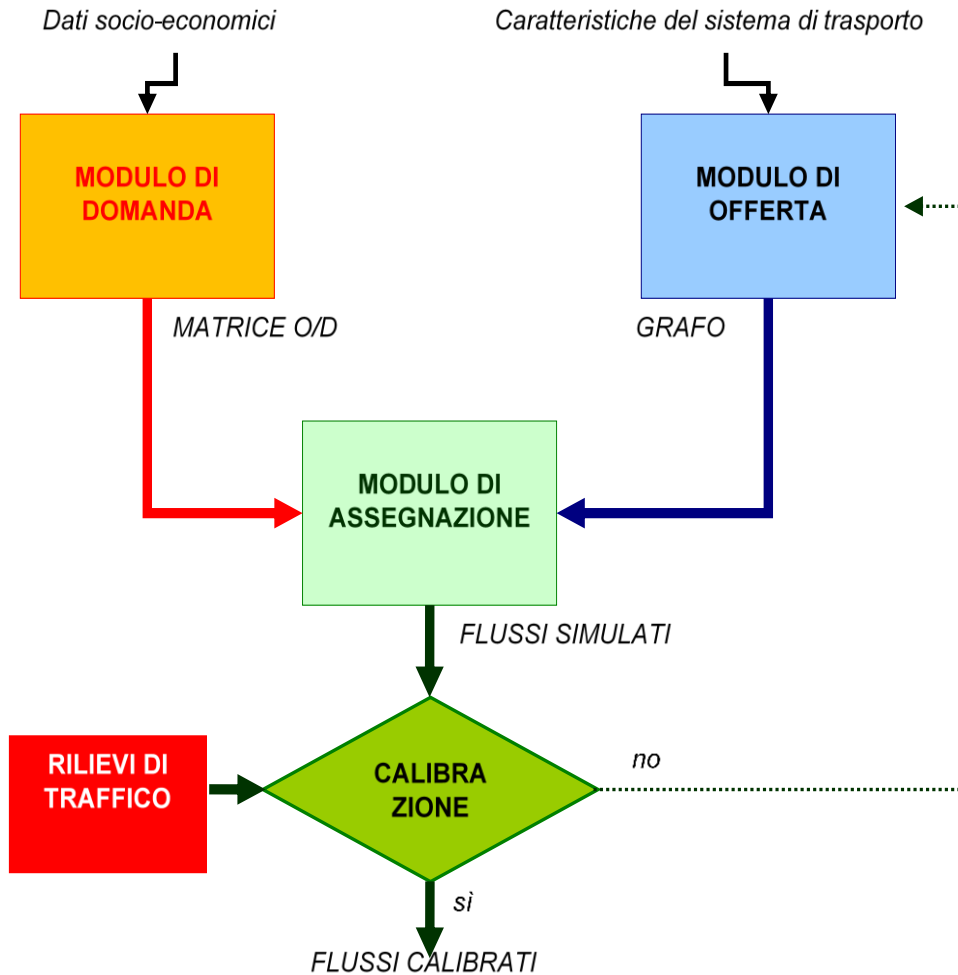 Dati socio-economici
Caratteristiche del sistema di trasporto
MODULO DI
DOMANDA
MODULO DI
OFFERTA
MATRICE O/D
GRAFO
MODULO DI
ASSEGNAZIONE
FLUSSI SIMULATI
RILIEVI DI
TRAFFICO
CALIBRA
ZIONE
no
sì
FLUSSI CALIBRATI